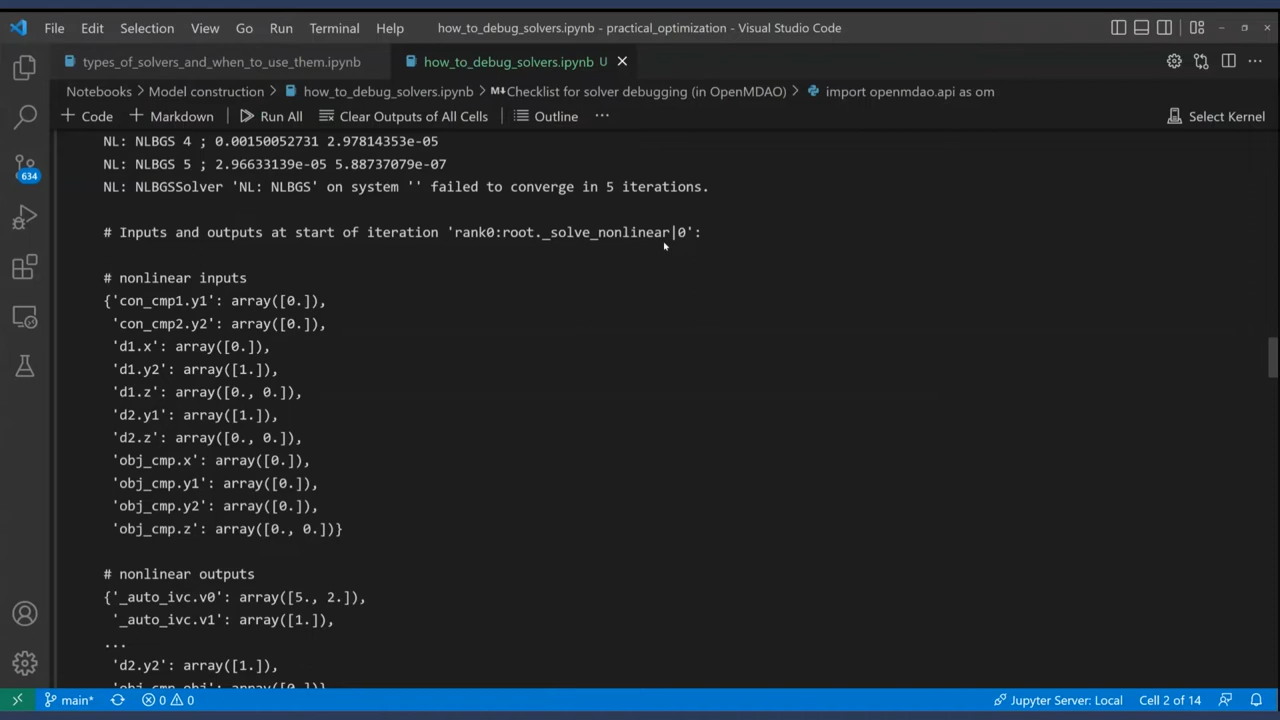 File Edit Selection View Go Run Terminal Help how_to_debug_solvers.ipynb - practical_optimization - Visual Studio Code
types_of_solvers_and_when_to_use_them.ipynb how_to_debug_solvers.ipynb U
Notebooks > Model construction > how_to_debug_solvers.ipynb > M↓Checklist for solver debugging (in OpenMDAO) > import openmdao.api as om
+ Code + Markdown Run All Clear Outputs of All Cells Outline ... Select Kernel
NL: NLBGS 4 ; 0.00150052731 2.97814353e-05
NL: NLBGS 5 ; 2.96633139e-05 5.88737079e-07
NL: NLBGSSolver 'NL: NLBGS' on system '' failed to converge in 5 iterations.
634
# Inputs and outputs at start of iteration 'rank0:root._solve_nonlinear|0':
# nonlinear inputs
{'con_cmp1.y1': array([0.]),
'con_cmp2.y2': array([0.]),
'd1.x': array([0.]),
'd1.y2': array([1.]),
'd1.z': array([0., 0.]),
'd2.y1': array([1.]),
'd2.z': array([0., 0.]),
'obj_cmp.x': array([0.]),
'obj_cmp.y1': array([0.]),
'obj_cmp.y2': array([0.]),
'obj_cmp.z': array([0., 0.])}
# nonlinear outputs
{'_auto_ivc.v0': array([5., 2.]),
'_auto_ivc.v1': array([1.]),
...
'd2.y2': array([1.]),
'obj_cmp.obj': array([0.])}
main* 0 0 Jupyter Server: Local Cell 2 of 14